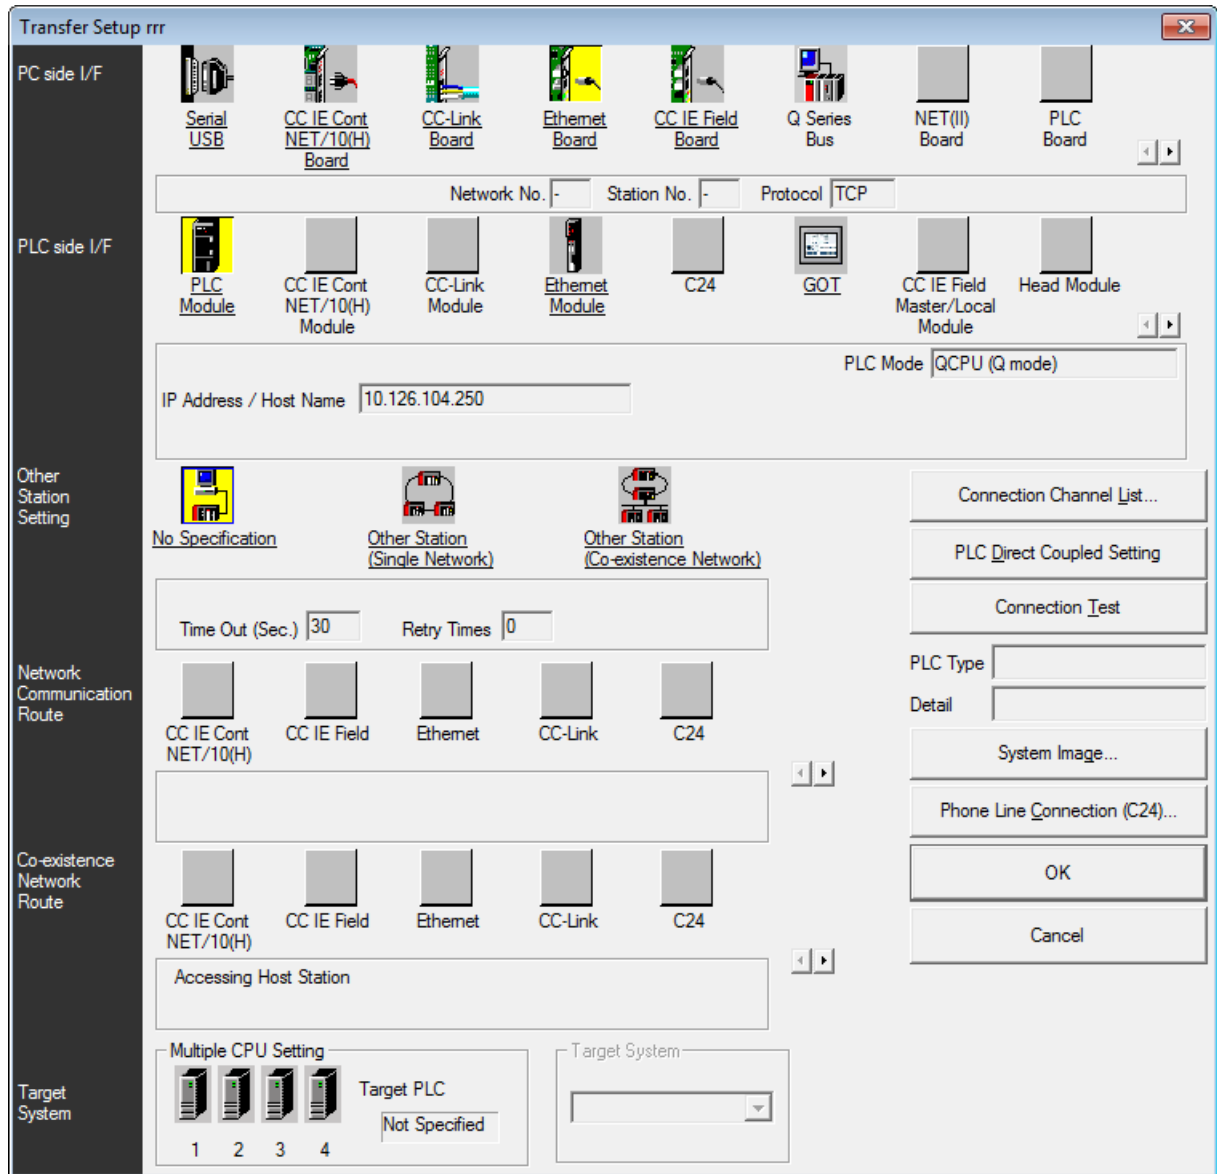 Transfer Setup rrr
PC side I/F
Serial
USB
CC IE Cont
NET/10(H)
Board
CC-Link
Board
Ethernet
Board
CC IE Field
Board
Q Series
Bus
NET(II)
Board
PLC
Board
Network No. -
Station No. -
Protocol TCP
PLC side I/F
PLC
Module
CC IE Cont
NET/10(H)
Module
CC-Link
Module
Ethernet
Module
C24
GOT
CC IE Field
Master/Local
Module
Head Module
PLC Mode QCPU (Q mode)
IP Address / Host Name 10.126.104.250
Other
Station
Setting
No Specification
Other Station
(Single Network)
Other Station
(Co-existence Network)
Time Out (Sec.) 30
Retry Times 0
Connection Channel List...
PLC Direct Coupled Setting
Connection Test
PLC Type
Detail
System Image...
Phone Line Connection (C24)...
OK
Cancel
Network
Communication
Route
CC IE Cont
NET/10(H)
CC IE Field
Ethernet
CC-Link
C24
Co-existence
Network
Route
CC IE Cont
NET/10(H)
CC IE Field
Ethernet
CC-Link
C24
Accessing Host Station
Target
System
Multiple CPU Setting
1 2 3 4
Target PLC
Not Specified
Target System